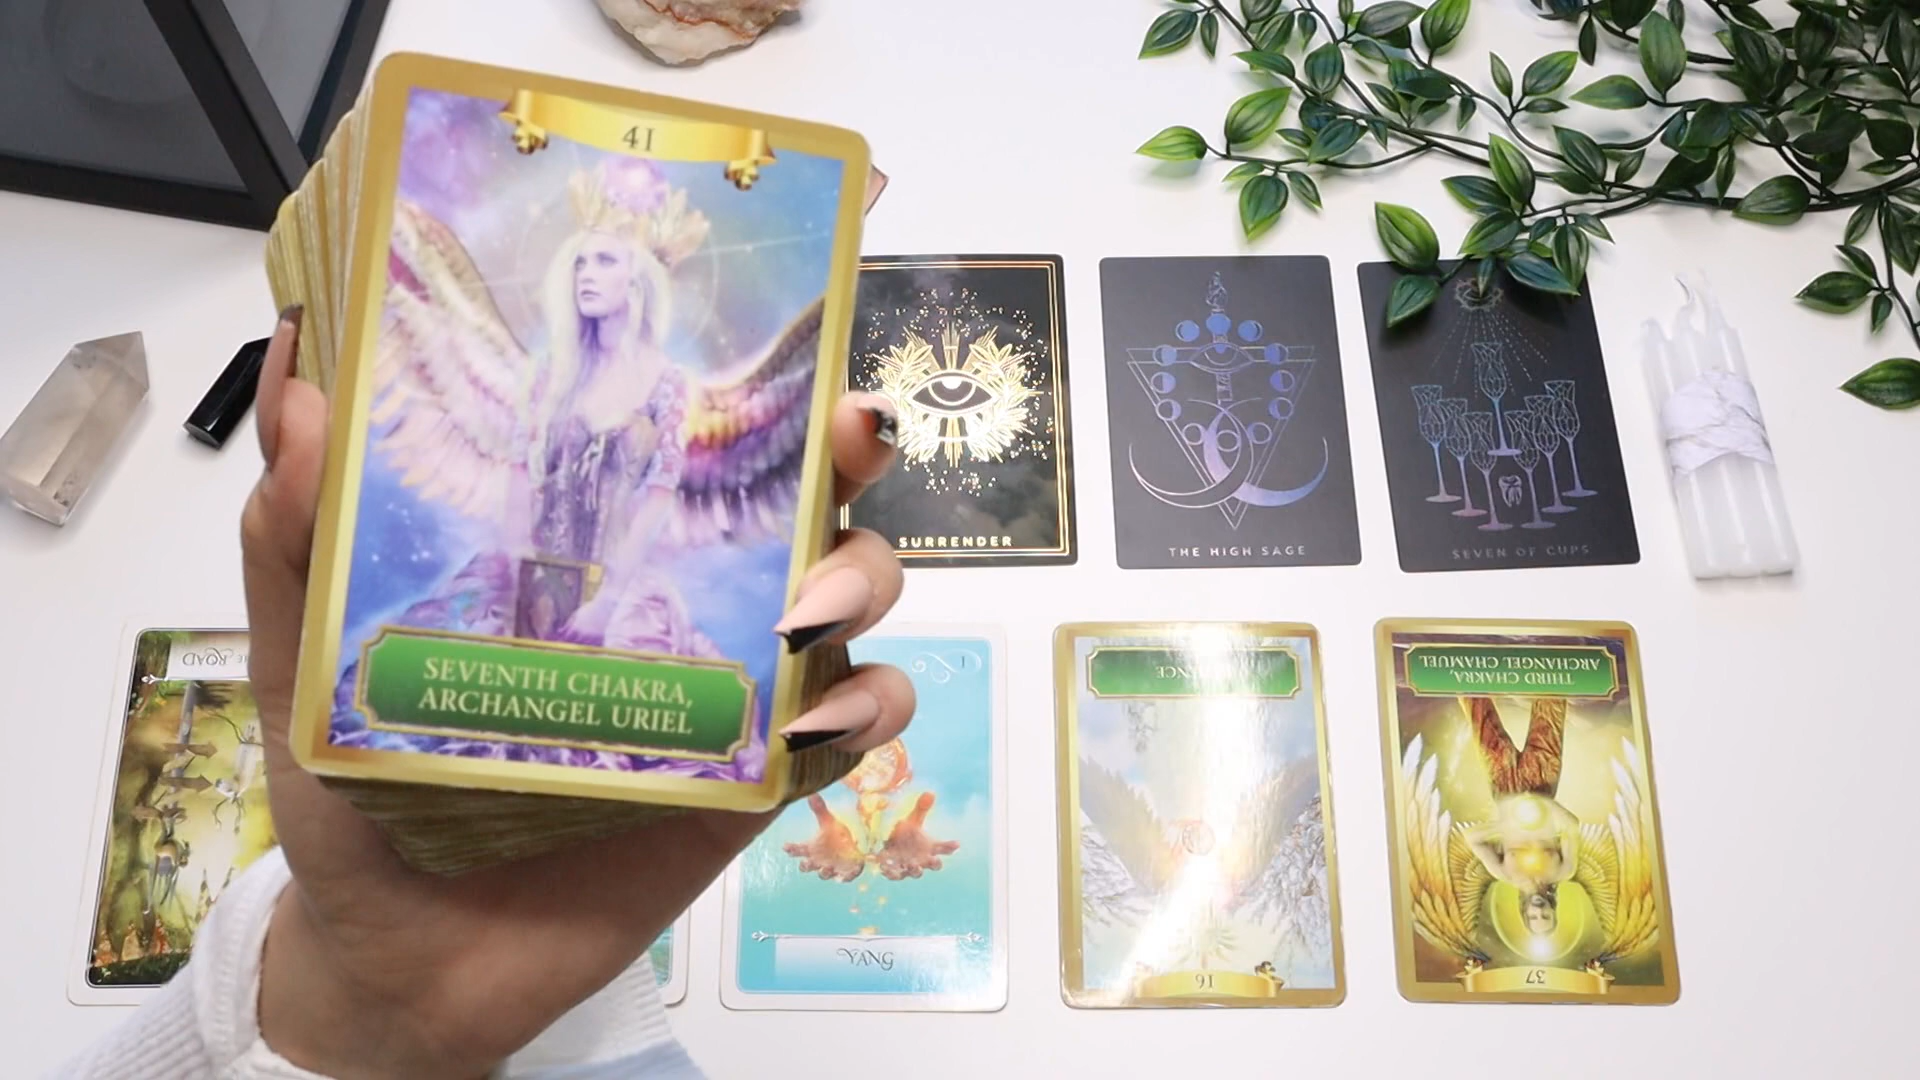 41
SEVENTH CHAKRA,
ARCHANGEL URIEL
SURRENDER
THE HIGH SAGE
SEVEN OF CUPS
ROAD
1
YANG
16
THIRD CHAKRA,
ARCHANGEL CHAMUEL
37